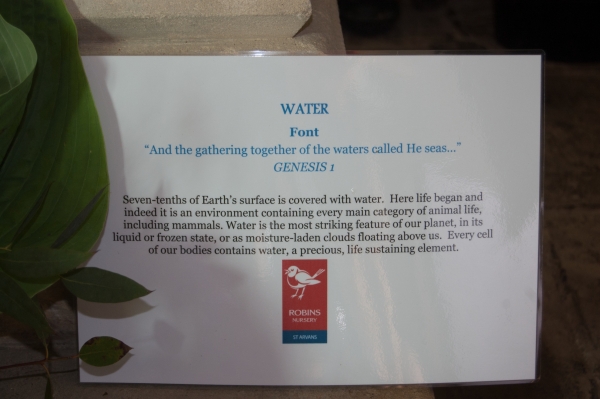 WATER
Font
“And the gathering together of the waters called He seas...”
GENESIS 1
Seven-tenths of Earth's surface is covered with water. Here life began and
indeed it is an environment containing every main category of animal life,
including mammals. Water is the most striking feature of our planet, in its
liquid or frozen state, or as moisture-laden clouds floating above us. Every cell
of our bodies contains water, a precious, life sustaining element.
ROBINS
NURSERY
ST ARVANS